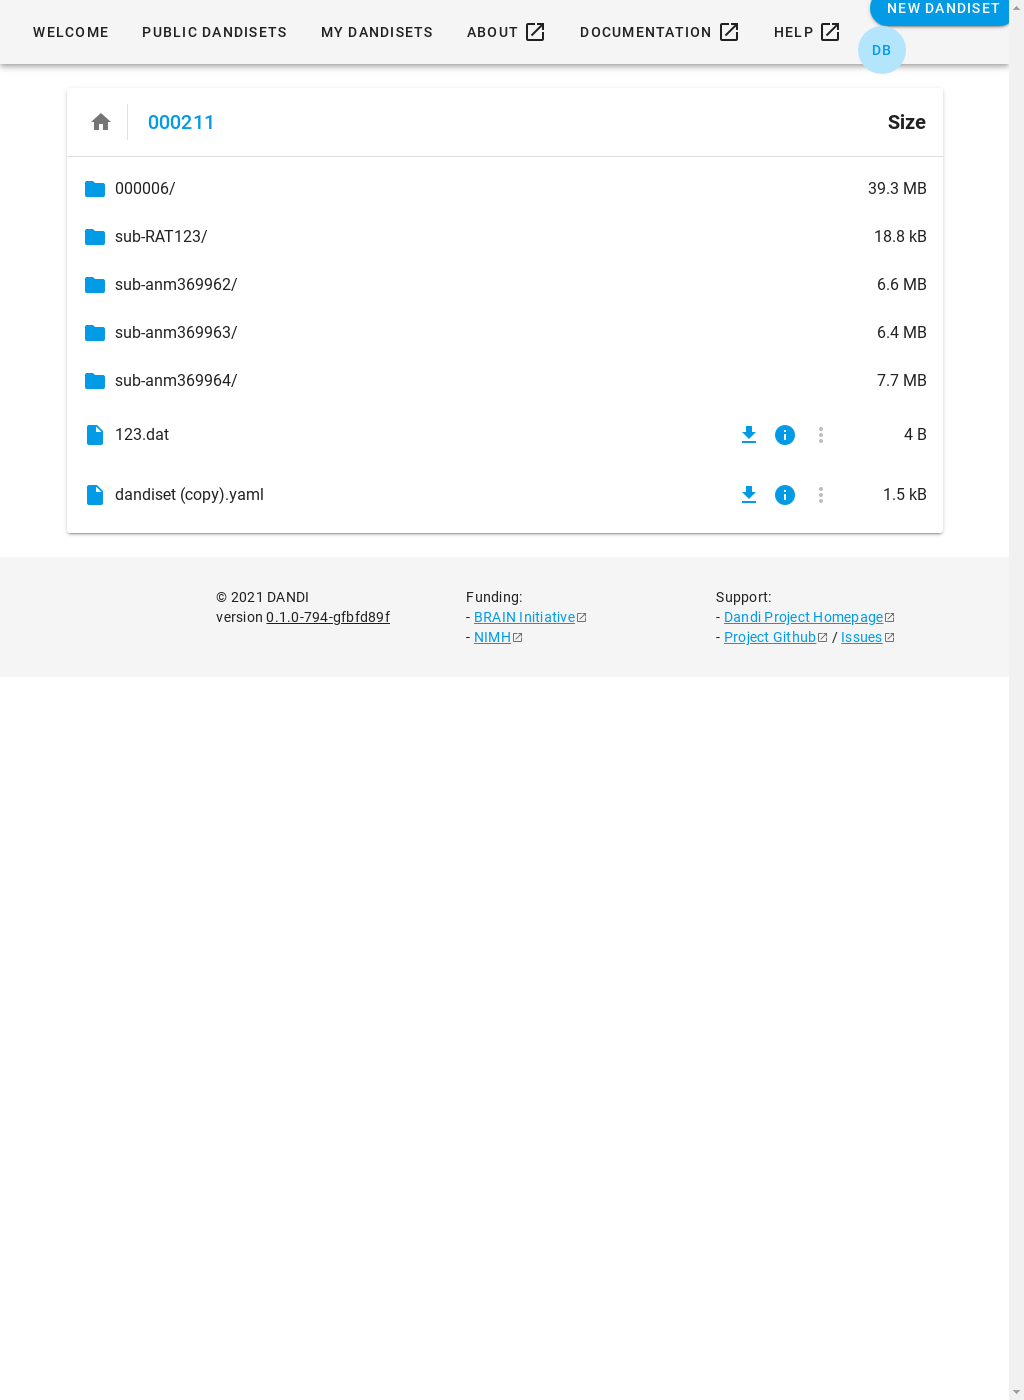 NEW DANDISET
WELCOME PUBLIC DANDISETS MY DANDISETS ABOUT DOCUMENTATION HELP
DB
000211 Size
000006/ 39.3 MB
sub-RAT123/ 18.8 kB
sub-anm369962/ 6.6 MB
sub-anm369963/ 6.4 MB
sub-anm369964/ 7.7 MB
123.dat 4 B
dandiset (copy).yaml 1.5 kB
© 2021 DANDI Funding: Support:
version 0.1.0-794-gfbfd89f - BRAIN Initiative - Dandi Project Homepage
- NIMH - Project Github / Issues